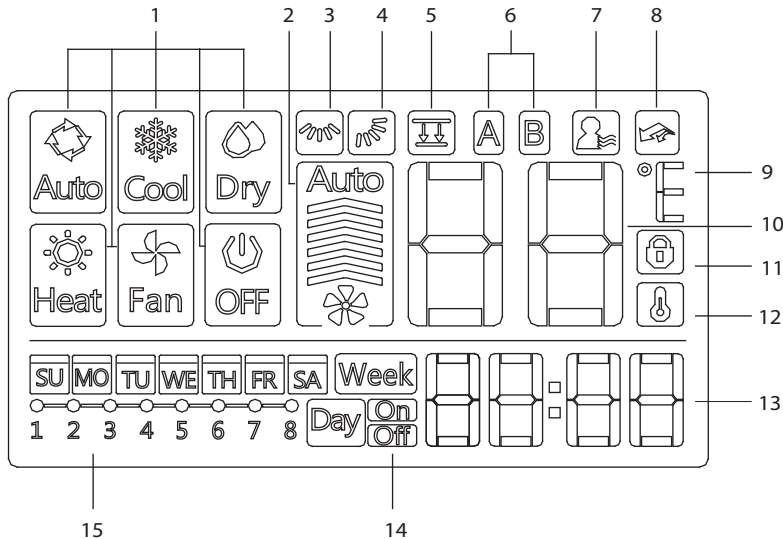 1 2 3 4 5 6 7 8
A B
Auto Cool Dry Auto
9
10
11
Heat Fan OFF
12
SU MO TU WE TH FR SA Week
88:88
13
Day On
Off
1 2 3 4 5 6 7 8
15 14